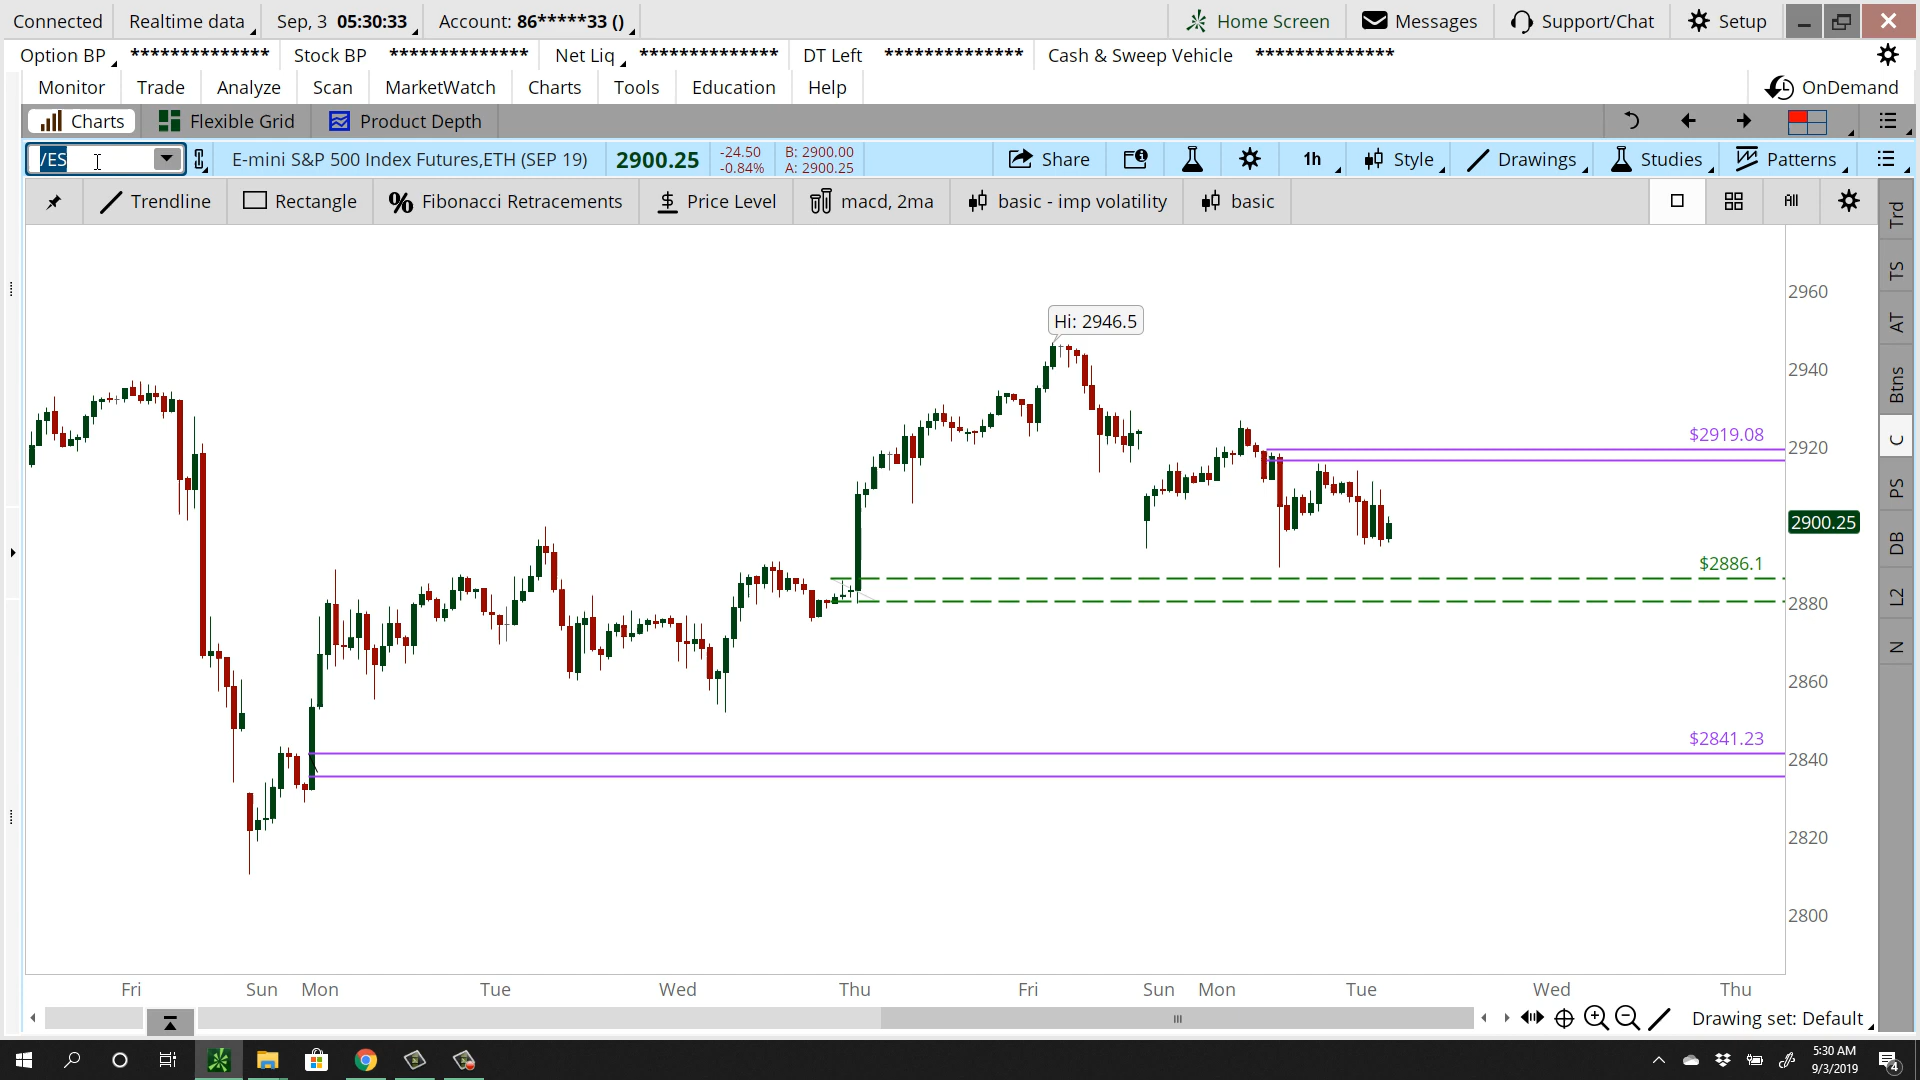 Connected Realtime data Sep, 3 05:30:33 Account: 86*****33 () Home Screen Messages Support/Chat Setup
Option BP ************** Stock BP ************** Net Liq ************** DT Left ************** Cash & Sweep Vehicle **************
Monitor Trade Analyze Scan MarketWatch Charts Tools Education Help OnDemand
Charts Flexible Grid Product Depth
/ES E-mini S&P 500 Index Futures,ETH (SEP 19) 2900.25 -24.50 B: 2900.00 Share 1h Style Drawings Studies Patterns
-0.84% A: 2900.25
Trendline Rectangle % Fibonacci Retracements $ Price Level macd, 2ma basic - imp volatility basic All
Trd
TS
AT
Btns
C
PS
DB
L2
N
Hi: 2946.5
$2919.08
$2886.1
$2841.23
2960
2940
2920
2900.25
2880
2860
2840
2820
2800
Fri Sun Mon Tue Wed Thu Fri Sun Mon Tue Wed Thu
Drawing set: Default
5:30 AM
9/3/2019
4